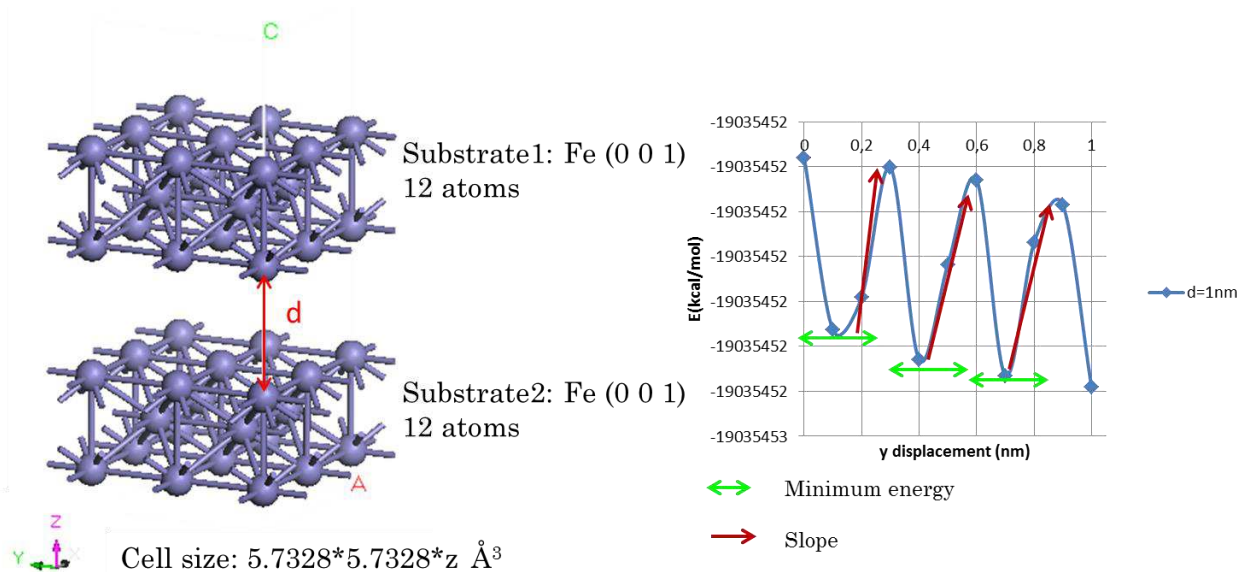 C
Substrate1: Fe (0 0 1)
12 atoms
d
Substrate2: Fe (0 0 1)
12 atoms
A
Z
Y
X
Cell size: 5.7328*5.7328*z Å³
-19035452
-19035452
-19035452
-19035452
-19035452
-19035452
-19035452
-19035453
0 0,2 0,4 0,6 0,8 1
E(kcal/mol)
y displacement (nm)
d=1nm
Minimum energy
Slope